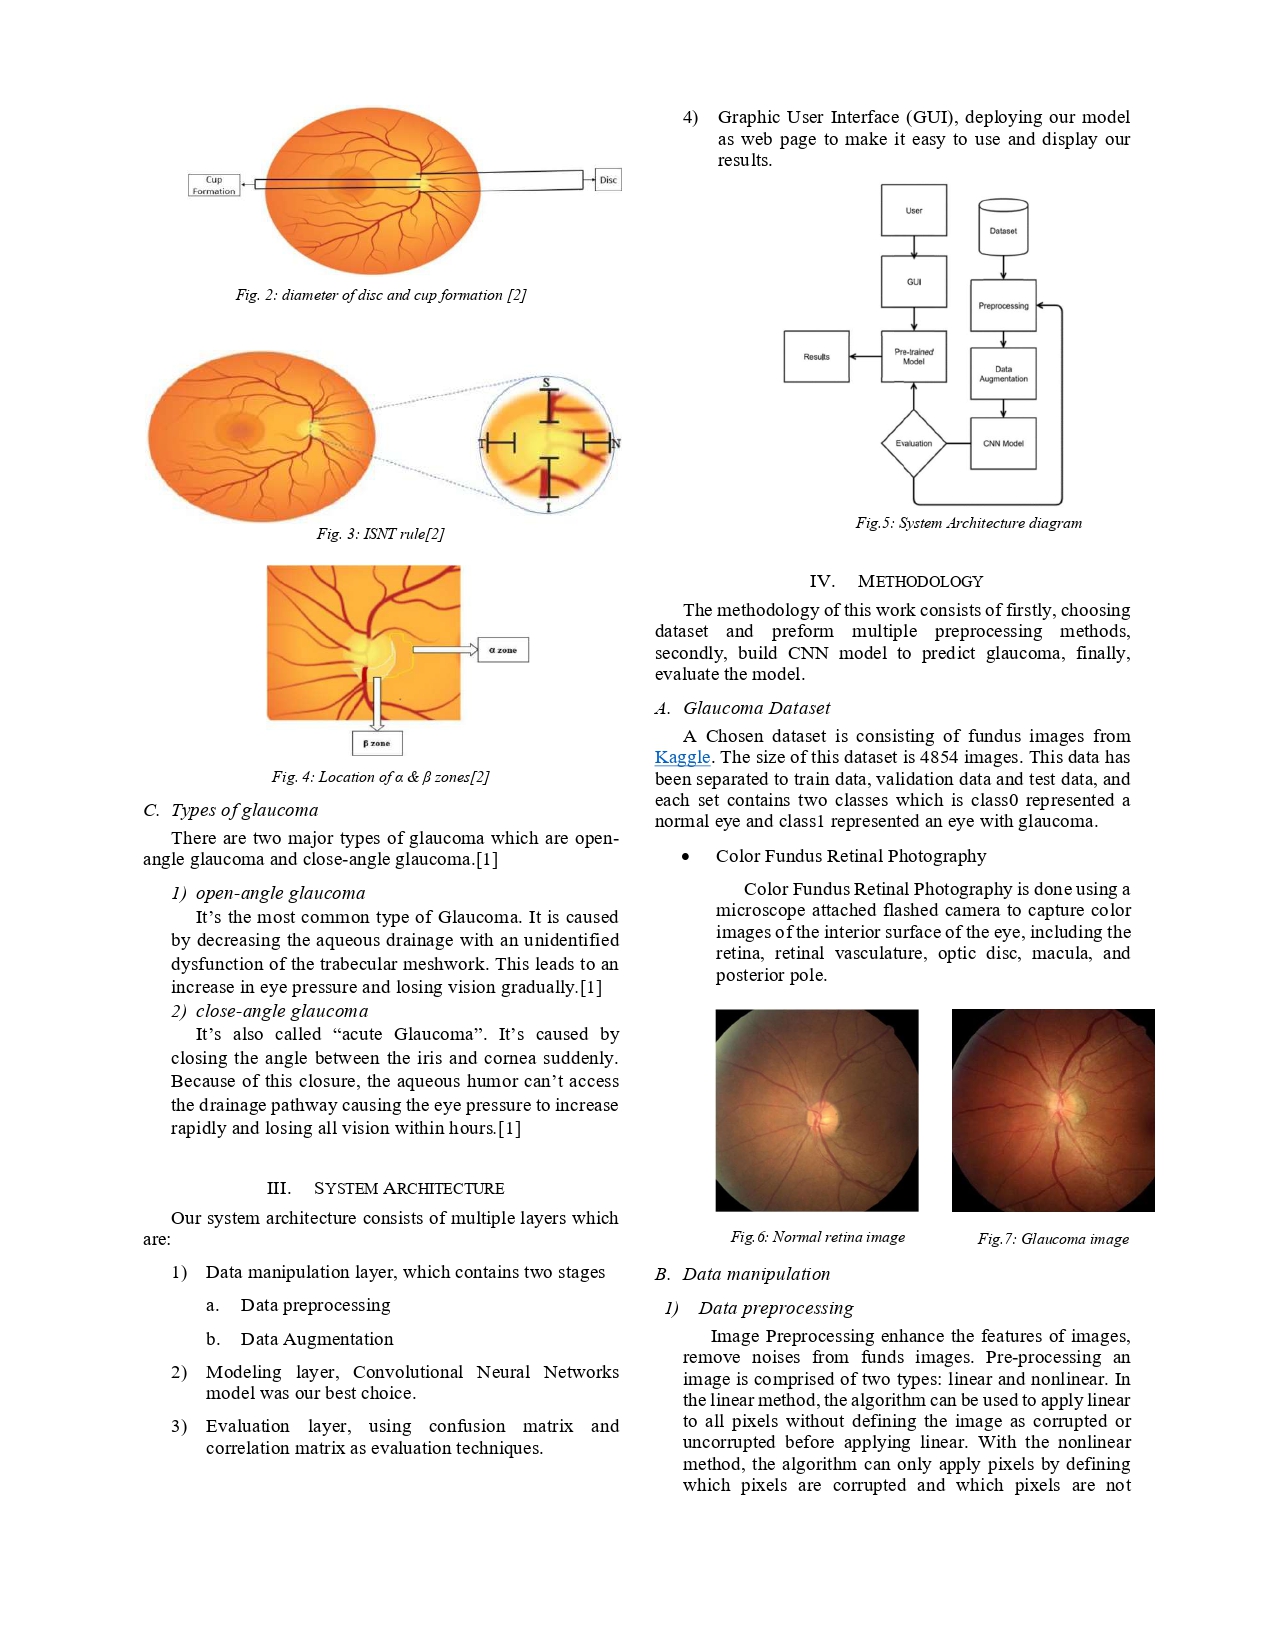 Cup
Formation
Disc
Fig. 2: diameter of disc and cup formation [2]
S
T
N
I
Fig. 3: ISNT rule[2]
α zone
β zone
Fig. 4: Location of α & β zones[2]
C. Types of glaucoma
There are two major types of glaucoma which are open-
angle glaucoma and close-angle glaucoma.[1]
1) open-angle glaucoma
It’s the most common type of Glaucoma. It is caused
by decreasing the aqueous drainage with an unidentified
dysfunction of the trabecular meshwork. This leads to an
increase in eye pressure and losing vision gradually.[1]
2) close-angle glaucoma
It’s also called “acute Glaucoma”. It’s caused by
closing the angle between the iris and cornea suddenly.
Because of this closure, the aqueous humor can’t access
the drainage pathway causing the eye pressure to increase
rapidly and losing all vision within hours.[1]
III. SYSTEM ARCHITECTURE
Our system architecture consists of multiple layers which
are:
1) Data manipulation layer, which contains two stages
a. Data preprocessing
b. Data Augmentation
2) Modeling layer, Convolutional Neural Networks
model was our best choice.
3) Evaluation layer, using confusion matrix and
correlation matrix as evaluation techniques.
4) Graphic User Interface (GUI), deploying our model
as web page to make it easy to use and display our
results.
User
Dataset
GUI
Preprocessing
Results
Pre-trained
Model
Data
Augmentation
Evaluation
CNN Model
Fig.5: System Architecture diagram
IV. METHODOLOGY
The methodology of this work consists of firstly, choosing
dataset and preform multiple preprocessing methods,
secondly, build CNN model to predict glaucoma, finally,
evaluate the model.
A. Glaucoma Dataset
A Chosen dataset is consisting of fundus images from
Kaggle. The size of this dataset is 4854 images. This data has
been separated to train data, validation data and test data, and
each set contains two classes which is class0 represented a
normal eye and class1 represented an eye with glaucoma.
• Color Fundus Retinal Photography
Color Fundus Retinal Photography is done using a
microscope attached flashed camera to capture color
images of the interior surface of the eye, including the
retina, retinal vasculature, optic disc, macula, and
posterior pole.
Fig.6: Normal retina image
Fig.7: Glaucoma image
B. Data manipulation
1) Data preprocessing
Image Preprocessing enhance the features of images,
remove noises from funds images. Pre-processing an
image is comprised of two types: linear and nonlinear. In
the linear method, the algorithm can be used to apply linear
to all pixels without defining the image as corrupted or
uncorrupted before applying linear. With the nonlinear
method, the algorithm can only apply pixels by defining
which pixels are corrupted and which pixels are not